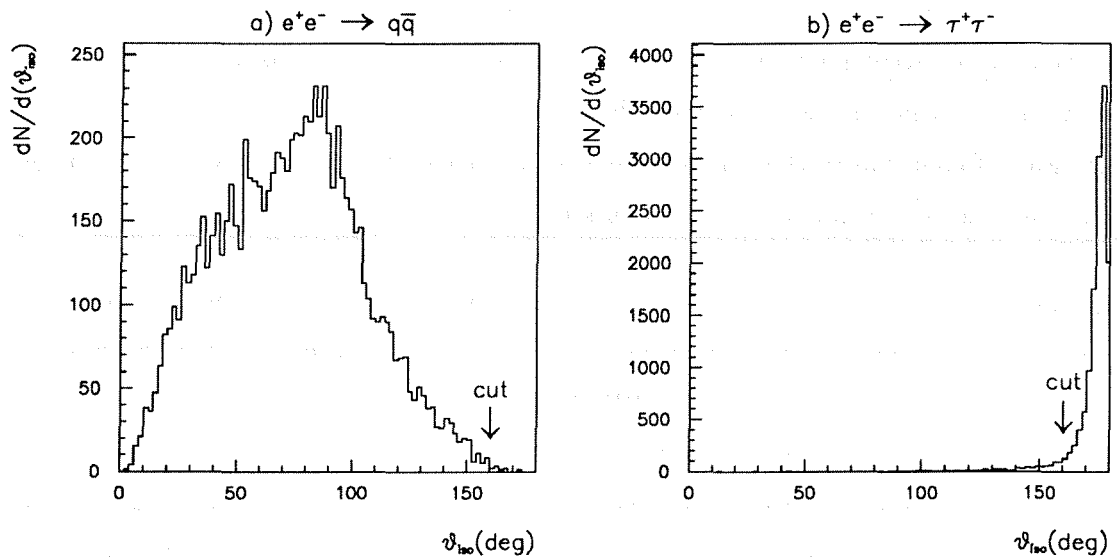 a) e⁺e⁻ → qq̄
dN/d(ϑ_iso)
250
200
150
100
50
0
cut
0 50 100 150
ϑ_iso(deg)
b) e⁺e⁻ → τ⁺τ⁻
dN/d(ϑ_iso)
4000
3500
3000
2500
2000
1500
1000
500
0
cut
0 50 100 150
ϑ_iso(deg)